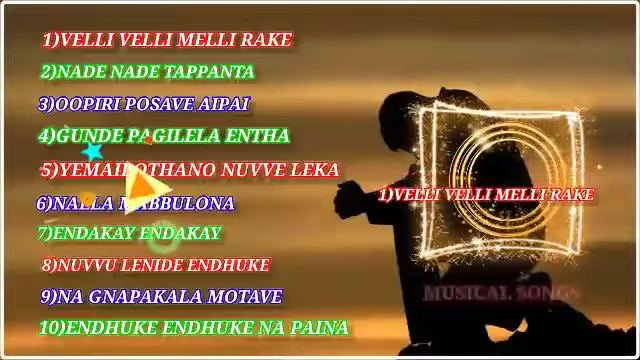 1)VELLI VELLI MELLI RAKE
2)NADE NADE TAPPANTA
3)OOPIRI POSAVE AIPAI
4)GUNDE PAGILELA ENTHA
NUVVE LEKA
6)NALLA MABBULONA
7)ENDAKAY ENDAKAY
8)NUVVU LENIDE ENDHUKE
9)NA GNAPAKALA MOTAVE
10)ENDHUKE ENDHUKE NA PAINA
1)VELLI VELLI MELLI RAKE
MUSICAL SONGS